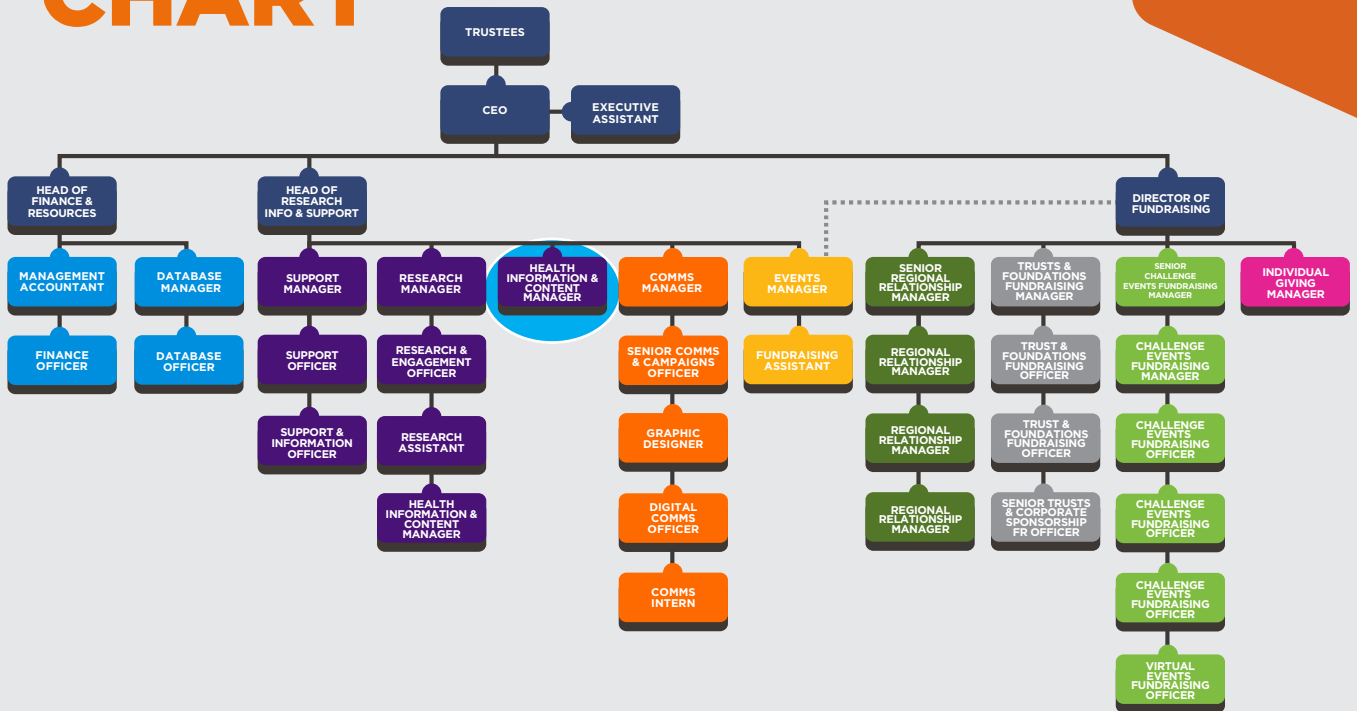 CHART
TRUSTEES
CEO
EXECUTIVE
ASSISTANT
HEAD OF
FINANCE &
RESOURCES
HEAD OF
RESEARCH
INFO & SUPPORT
DIRECTOR OF
FUNDRAISING
MANAGEMENT
ACCOUNTANT
DATABASE
MANAGER
SUPPORT
MANAGER
RESEARCH
MANAGER
HEALTH
INFORMATION &
CONTENT
MANAGER
COMMS
MANAGER
EVENTS
MANAGER
SENIOR
REGIONAL
RELATIONSHIP
MANAGER
TRUSTS &
FOUNDATIONS
FUNDRAISING
MANAGER
SENIOR
CHALLENGE
EVENTS FUNDRAISING
MANAGER
INDIVIDUAL
GIVING
MANAGER
FINANCE
OFFICER
DATABASE
OFFICER
SUPPORT
OFFICER
RESEARCH &
ENGAGEMENT
OFFICER
SENIOR COMMS
& CAMPAIGNS
OFFICER
FUNDRAISING
ASSISTANT
REGIONAL
RELATIONSHIP
MANAGER
TRUST &
FOUNDATIONS
FUNDRAISING
OFFICER
CHALLENGE
EVENTS
FUNDRAISING
MANAGER
SUPPORT &
INFORMATION
OFFICER
RESEARCH
ASSISTANT
GRAPHIC
DESIGNER
REGIONAL
RELATIONSHIP
MANAGER
TRUST &
FOUNDATIONS
FUNDRAISING
OFFICER
CHALLENGE
EVENTS
FUNDRAISING
OFFICER
HEALTH
INFORMATION &
CONTENT
MANAGER
DIGITAL
COMMS
OFFICER
REGIONAL
RELATIONSHIP
MANAGER
SENIOR TRUSTS
& CORPORATE
SPONSORSHIP
FR OFFICER
CHALLENGE
EVENTS
FUNDRAISING
OFFICER
COMMS
INTERN
CHALLENGE
EVENTS
FUNDRAISING
OFFICER
VIRTUAL
EVENTS
FUNDRAISING
OFFICER